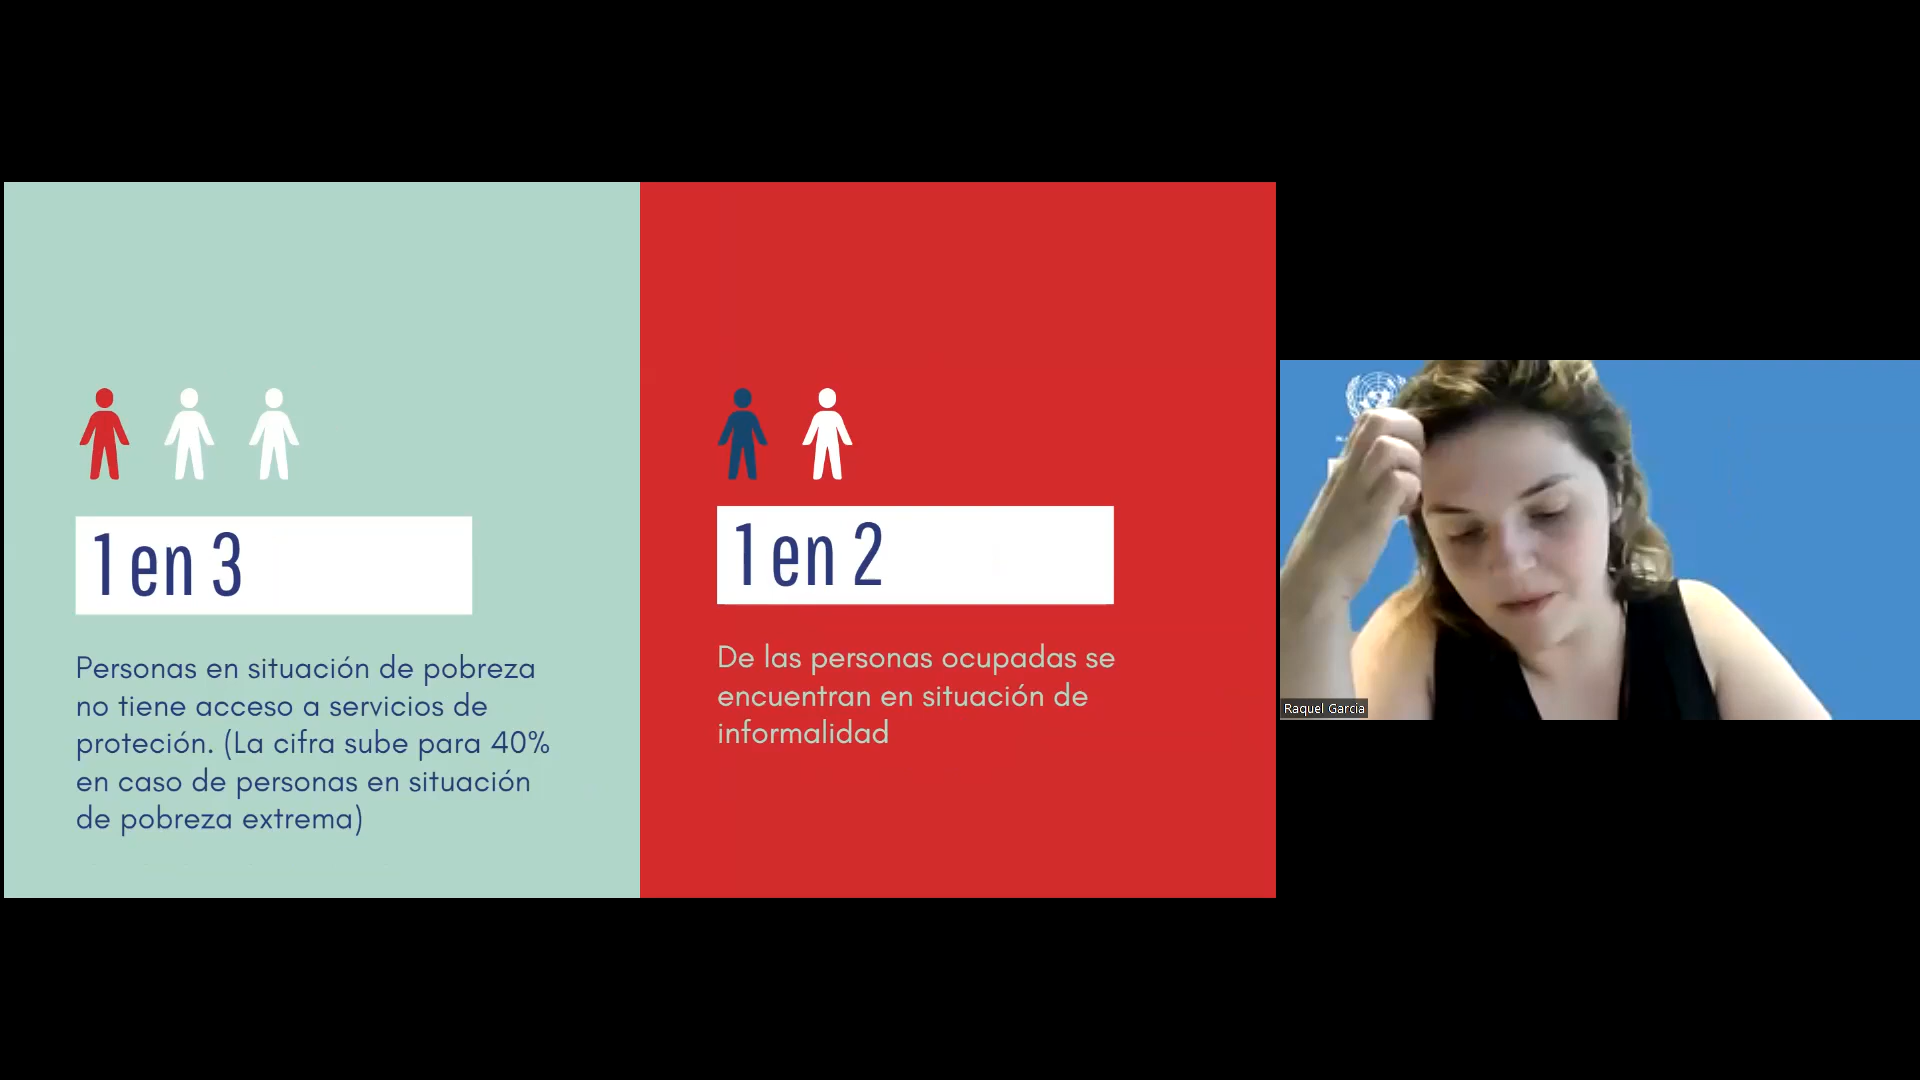 1 en 3
Personas en situación de pobreza
no tiene acceso a servicios de
proteción. (La cifra sube para 40%
en caso de personas en situación
de pobreza extrema)
1 en 2
De las personas ocupadas se
encuentran en situación de
informalidad
Raquel Garcia